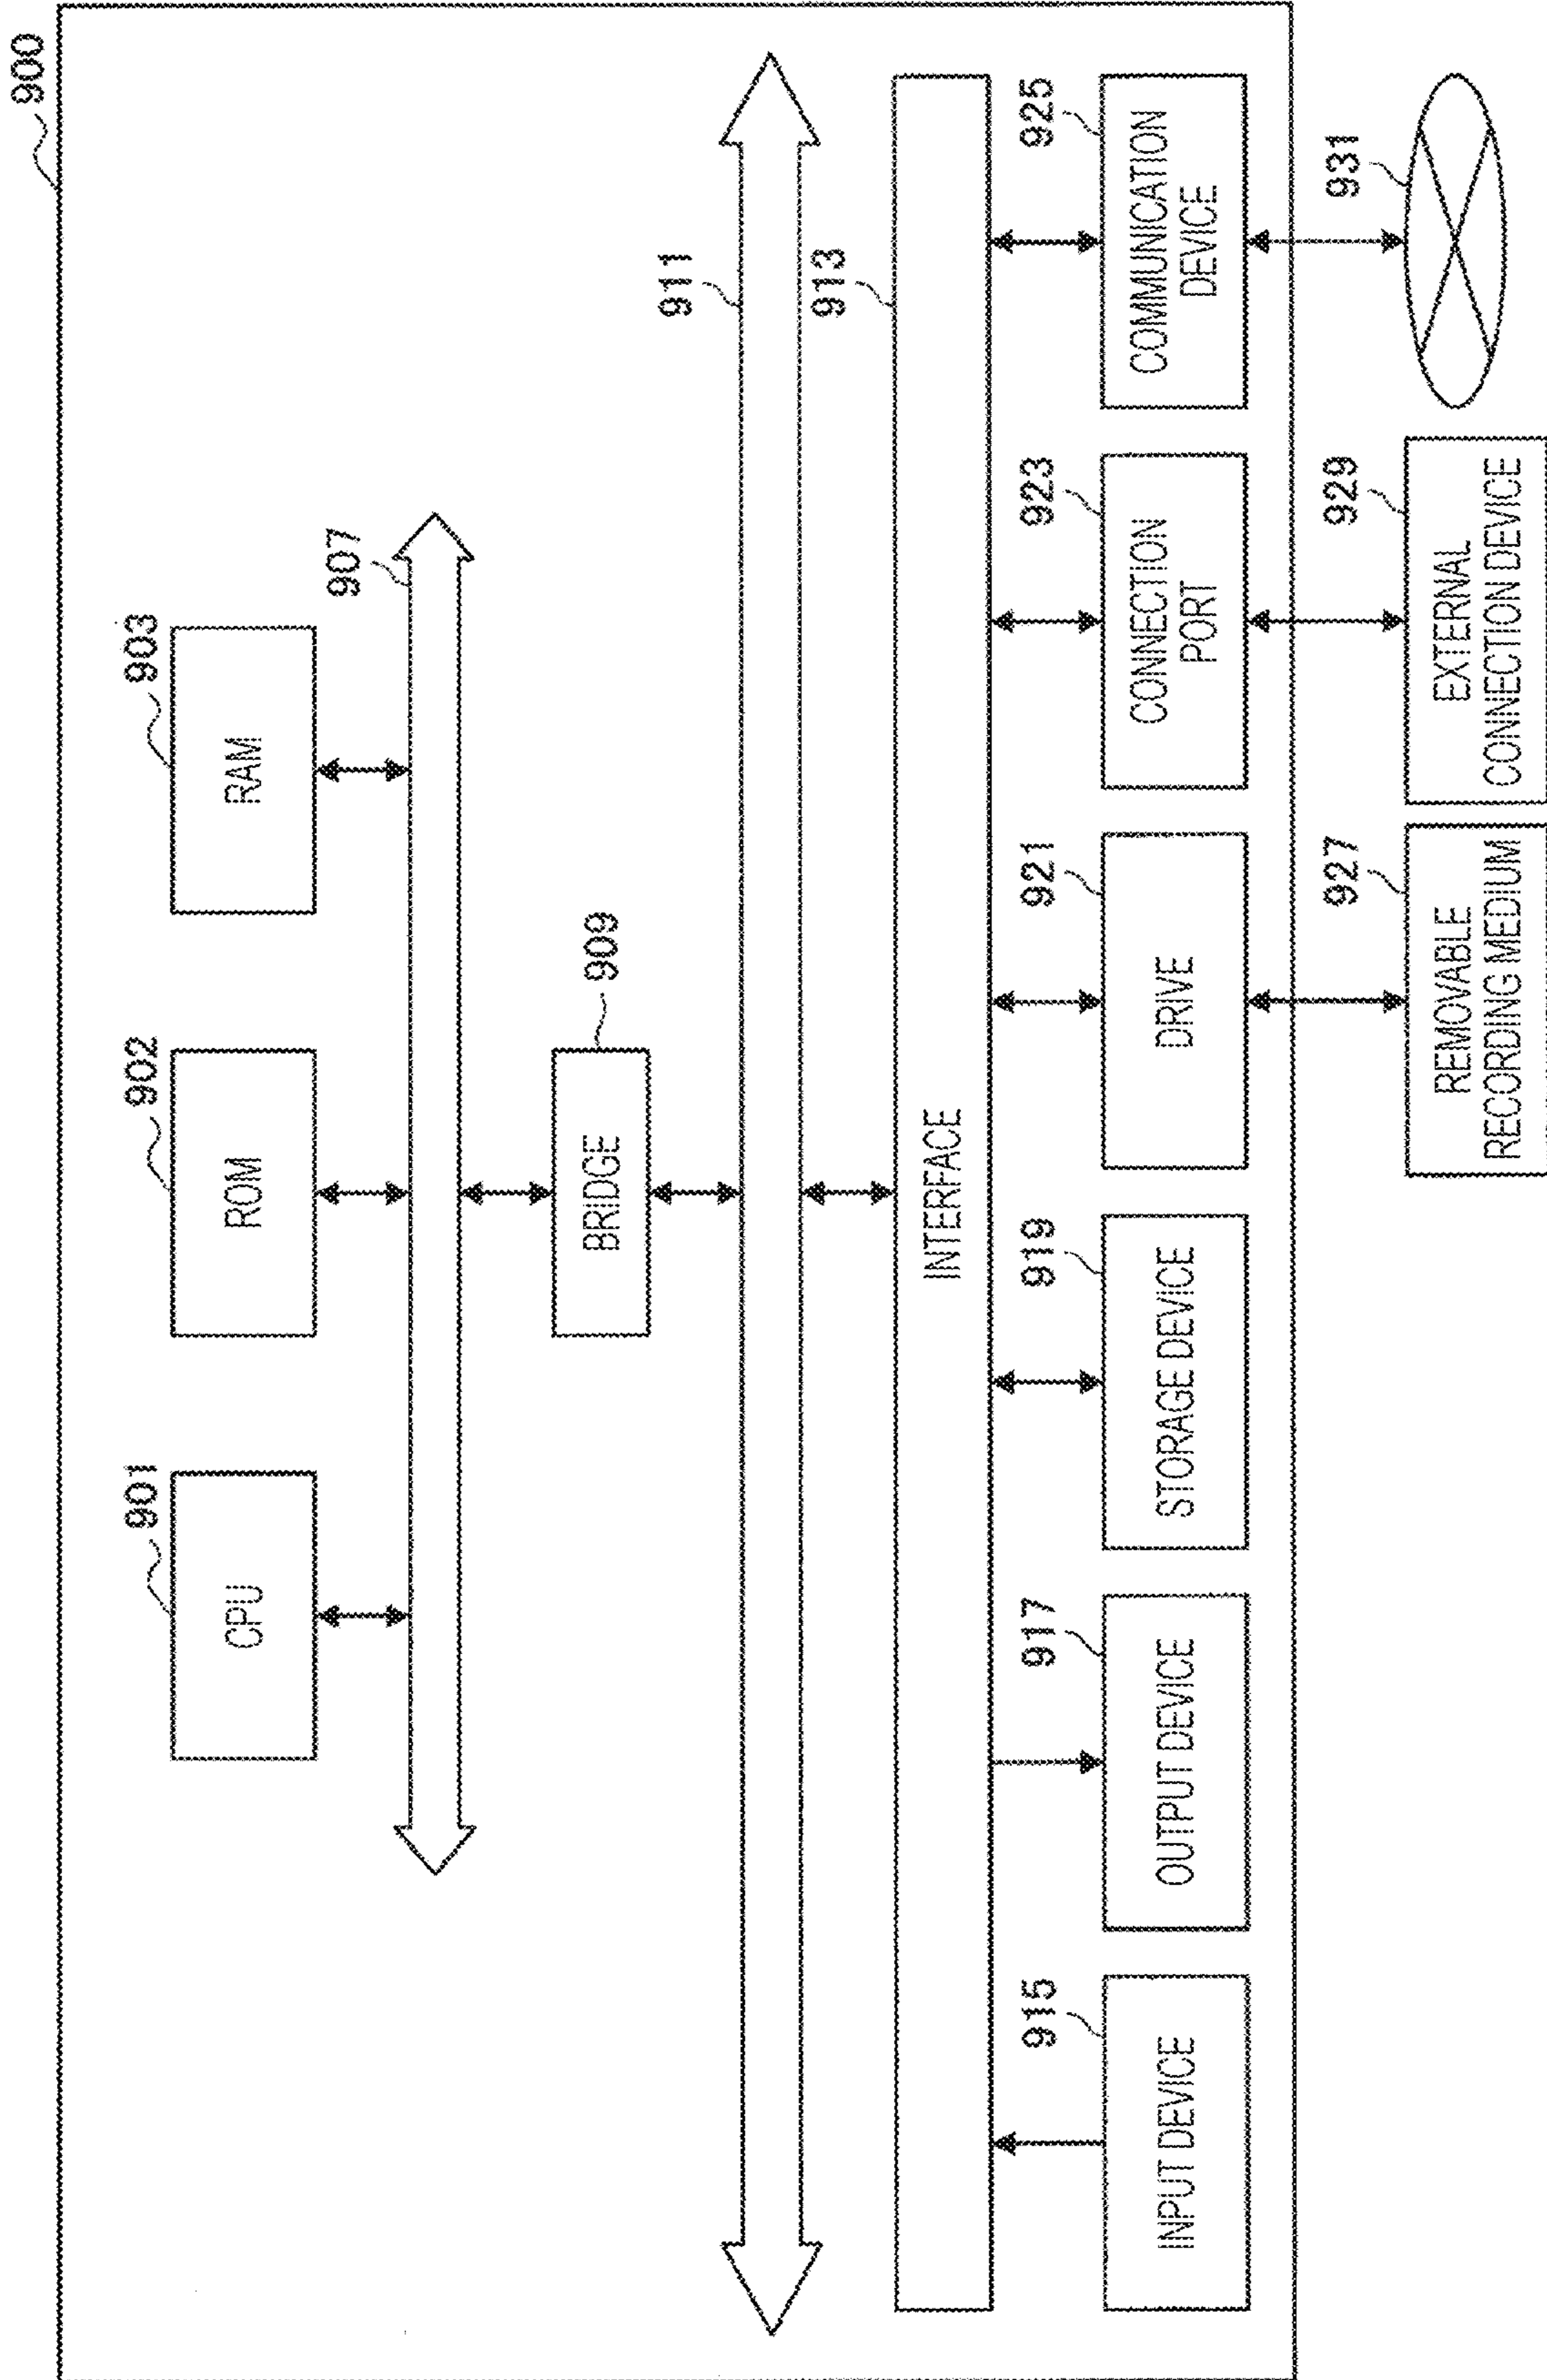 900
901
902
903
CPU
ROM
RAM
907
909
BRIDGE
911
913
INTERFACE
915
917
919
921
923
925
INPUT DEVICE
OUTPUT DEVICE
STORAGE DEVICE
DRIVE
CONNECTION
PORT
COMMUNICATION
DEVICE
927
929
931
REMOVABLE
RECORDING MEDIUM
EXTERNAL
CONNECTION DEVICE